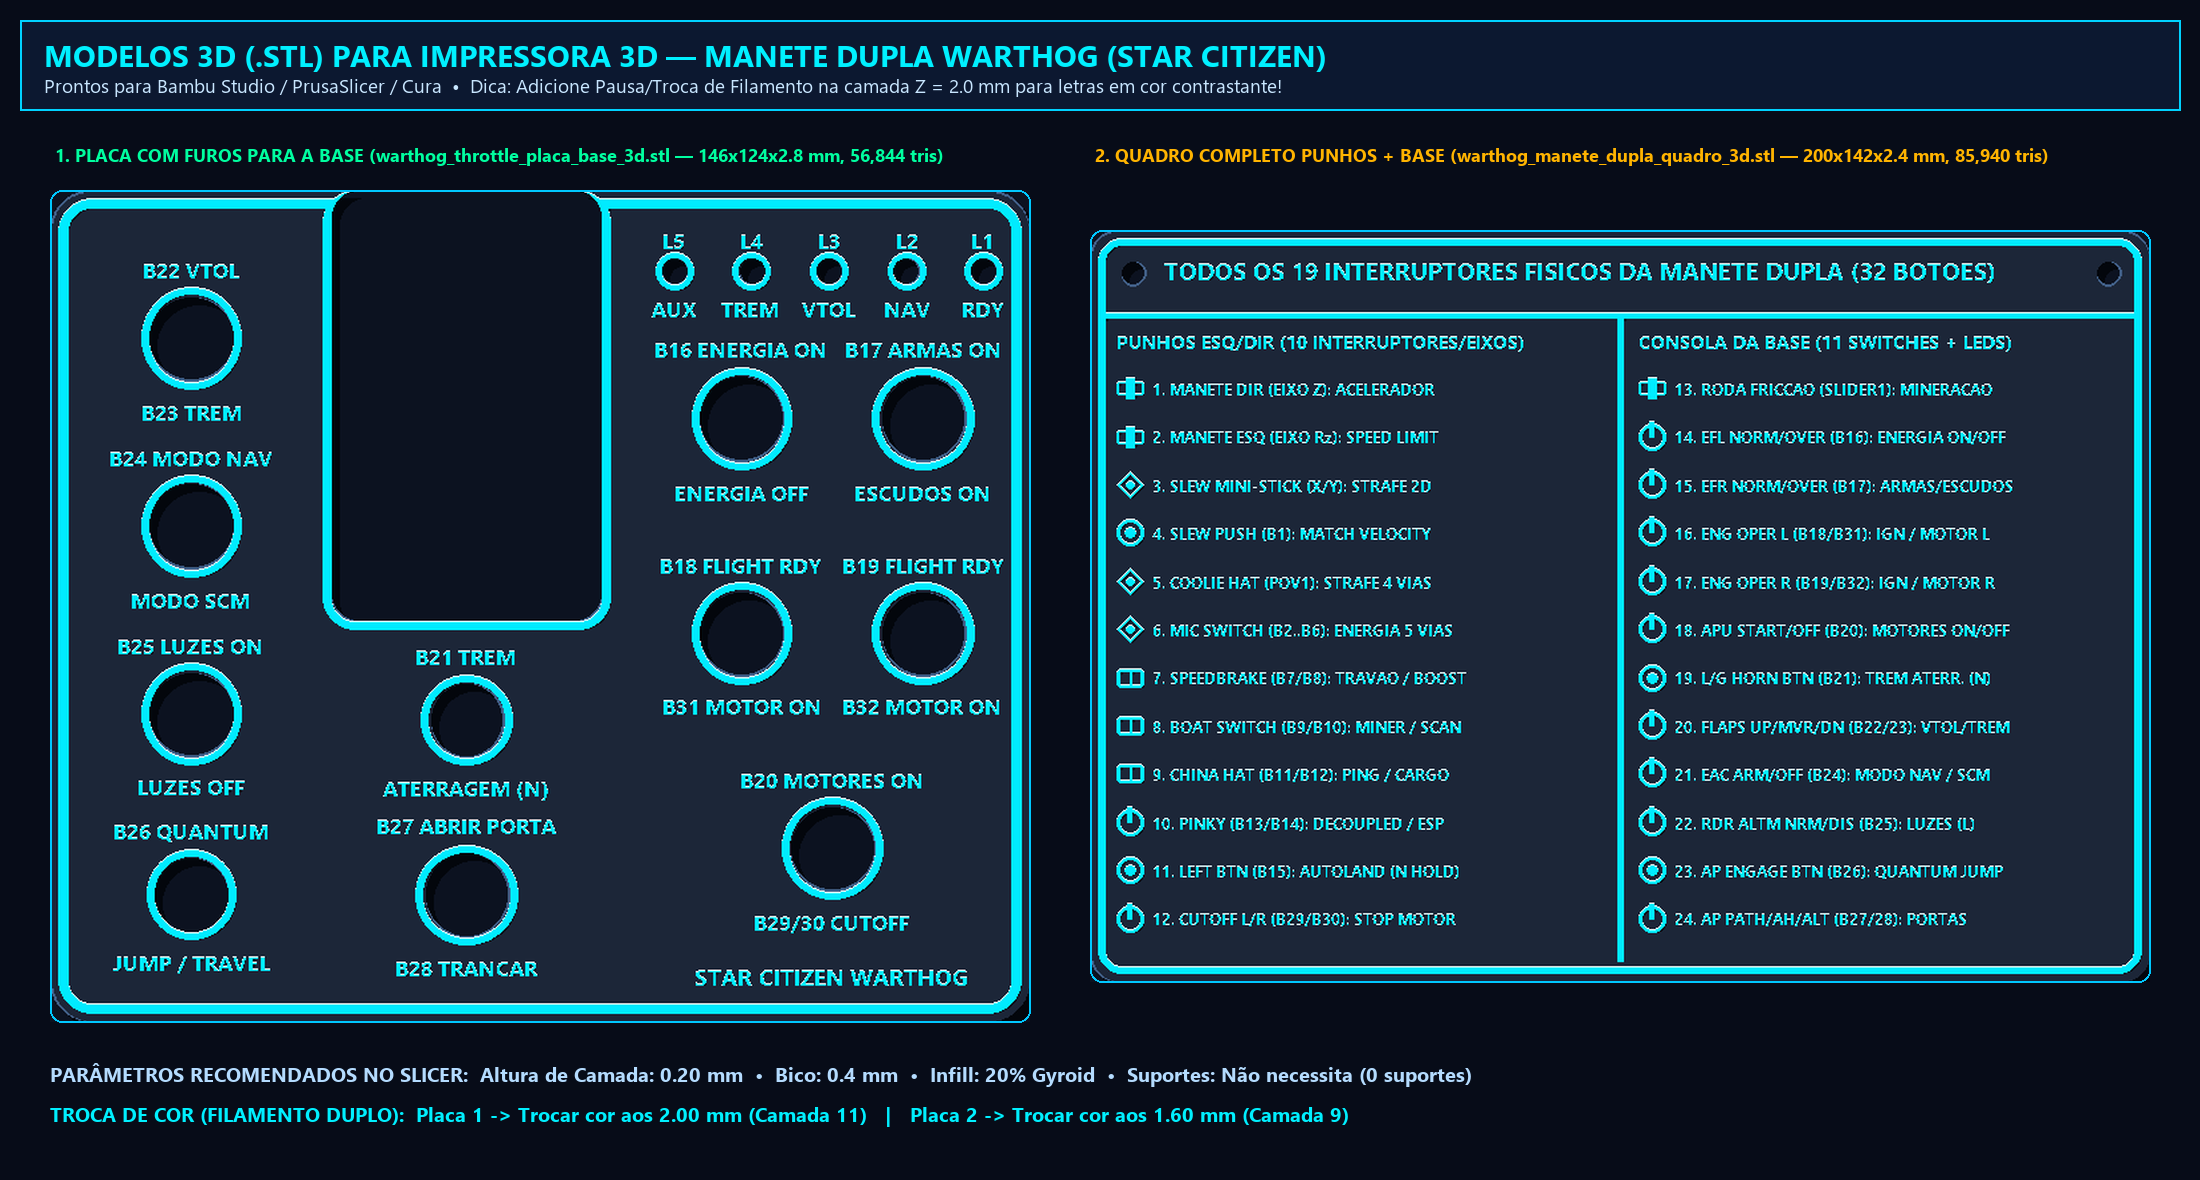 MODELOS 3D (.STL) PARA IMPRESSORA 3D — MANETE DUPLA WARTHOG (STAR CITIZEN)
Prontos para Bambu Studio / PrusaSlicer / Cura • Dica: Adicione Pausa/Troca de Filamento na camada Z = 2.0 mm para letras em cor contrastante!
1. PLACA COM FUROS PARA A BASE (warthog_throttle_placa_base_3d.stl — 146x124x2.8 mm, 56,844 tris)
B22 VTOL
B23 TREM
B24 MODO NAV
MODO SCM
B25 LUZES ON
LUZES OFF
B26 QUANTUM
JUMP / TRAVEL
B21 TREM
ATERRAGEM (N)
B27 ABRIR PORTA
B28 TRANCAR
L5 L4 L3 L2 L1
AUX TREM VTOL NAV RDY
B16 ENERGIA ON B17 ARMAS ON
ENERGIA OFF ESCUDOS ON
B18 FLIGHT RDY B19 FLIGHT RDY
B31 MOTOR ON B32 MOTOR ON
B20 MOTORES ON
B29/30 CUTOFF
STAR CITIZEN WARTHOG
2. QUADRO COMPLETO PUNHOS + BASE (warthog_manete_dupla_quadro_3d.stl — 200x142x2.4 mm, 85,940 tris)
TODOS OS 19 INTERRUPTORES FISICOS DA MANETE DUPLA (32 BOTOES)
PUNHOS ESQ/DIR (10 INTERRUPTORES/EIXOS)
1. MANETE DIR (EIXO Z): ACELERADOR
2. MANETE ESQ (EIXO Rz): SPEED LIMIT
3. SLEW MINI-STICK (X/Y): STRAFE 2D
4. SLEW PUSH (B1): MATCH VELOCITY
5. COOLIE HAT (POV1): STRAFE 4 VIAS
6. MIC SWITCH (B2..B6): ENERGIA 5 VIAS
7. SPEEDBRAKE (B7/B8): TRAVAO / BOOST
8. BOAT SWITCH (B9/B10): MINER / SCAN
9. CHINA HAT (B11/B12): PING / CARGO
10. PINKY (B13/B14): DECOUPLED / ESP
11. LEFT BTN (B15): AUTOLAND (N HOLD)
12. CUTOFF L/R (B29/B30): STOP MOTOR
CONSOLA DA BASE (11 SWITCHES + LEDS)
13. RODA FRICCAO (SLIDER1): MINERACAO
14. EFL NORM/OVER (B16): ENERGIA ON/OFF
15. EFR NORM/OVER (B17): ARMAS/ESCUDOS
16. ENG OPER L (B18/B31): IGN / MOTOR L
17. ENG OPER R (B19/B32): IGN / MOTOR R
18. APU START/OFF (B20): MOTORES ON/OFF
19. L/G HORN BTN (B21): TREM ATERR. (N)
20. FLAPS UP/MVR/DN (B22/23): VTOL/TREM
21. EAC ARM/OFF (B24): MODO NAV / SCM
22. RDR ALTM NRM/DIS (B25): LUZES (L)
23. AP ENGAGE BTN (B26): QUANTUM JUMP
24. AP PATH/AH/ALT (B27/28): PORTAS
PARÂMETROS RECOMENDADOS NO SLICER: Altura de Camada: 0.20 mm • Bico: 0.4 mm • Infill: 20% Gyroid • Suportes: Não necessita (0 suportes)
TROCA DE COR (FILAMENTO DUPLO): Placa 1 -> Trocar cor aos 2.00 mm (Camada 11) | Placa 2 -> Trocar cor aos 1.60 mm (Camada 9)